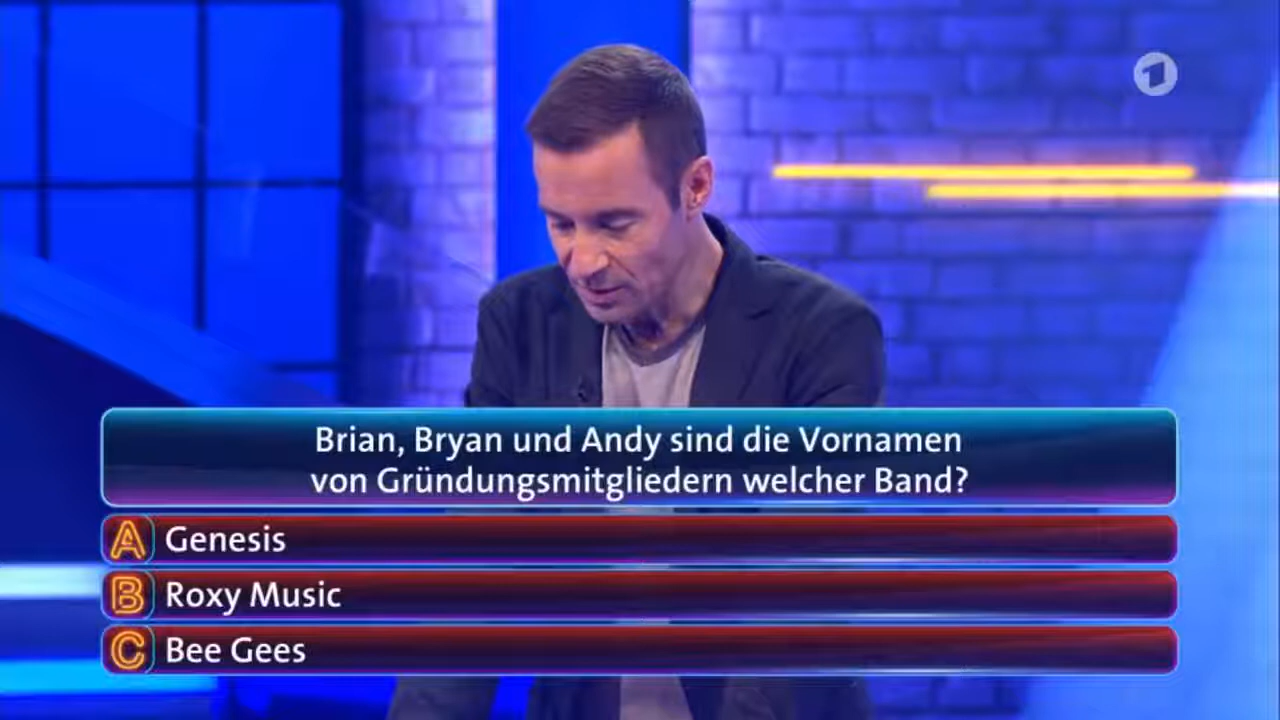 1
Brian, Bryan und Andy sind die Vornamen
von Gründungsmitgliedern welcher Band?
A Genesis
B Roxy Music
C Bee Gees